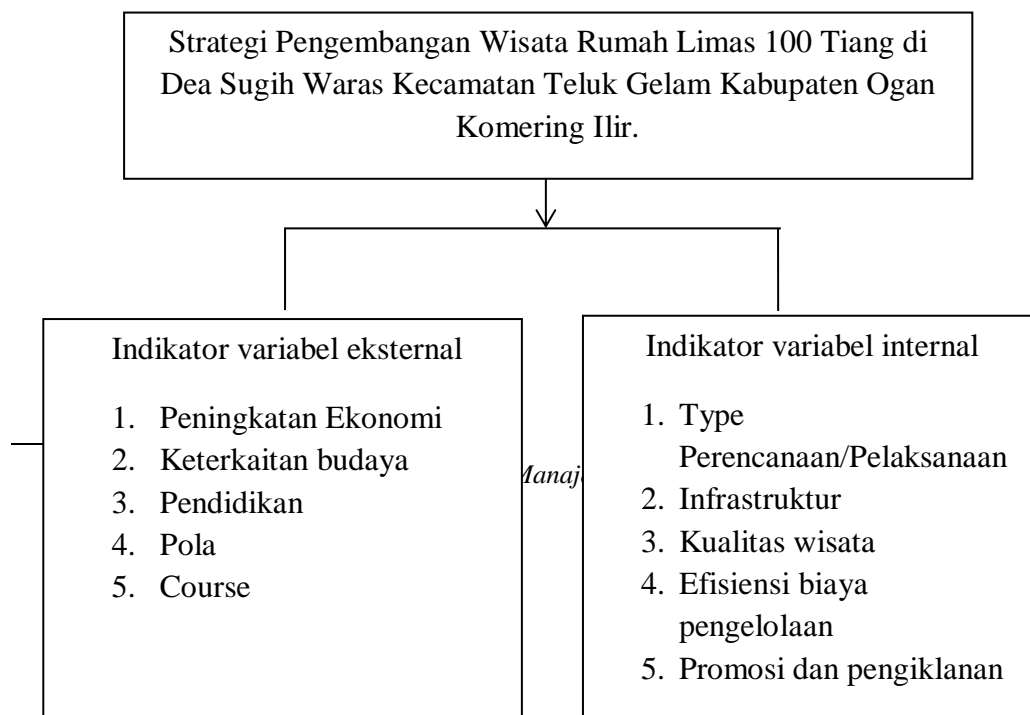 Strategi Pengembangan Wisata Rumah Limas 100 Tiang di
Dea Sugih Waras Kecamatan Teluk Gelam Kabupaten Ogan
Komering Ilir.
Indikator variabel eksternal
1. Peningkatan Ekonomi
2. Keterkaitan budaya
3. Pendidikan
4. Pola
5. Course
Indikator variabel internal
1. Type
Perencanaan/Pelaksanaan
2. Infrastruktur
3. Kualitas wisata
4. Efisiensi biaya
pengelolaan
5. Promosi dan pengiklanan